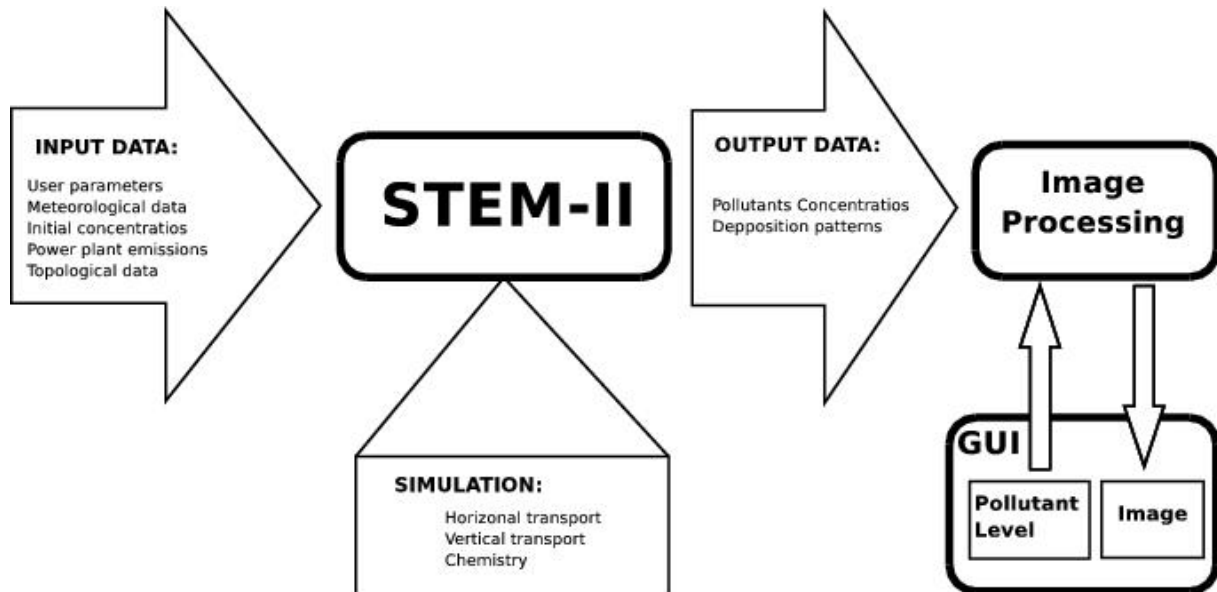 INPUT DATA:
User parameters
Meteorological data
Initial concentratios
Power plant emissions
Topological data
STEM-II
SIMULATION:
Horizonal transport
Vertical transport
Chemistry
OUTPUT DATA:
Pollutants Concentratios
Depposition patterns
Image
Processing
GUI
Pollutant
Level
Image